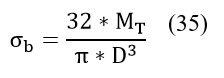 σb = 32 * MT / π * D³ (35)